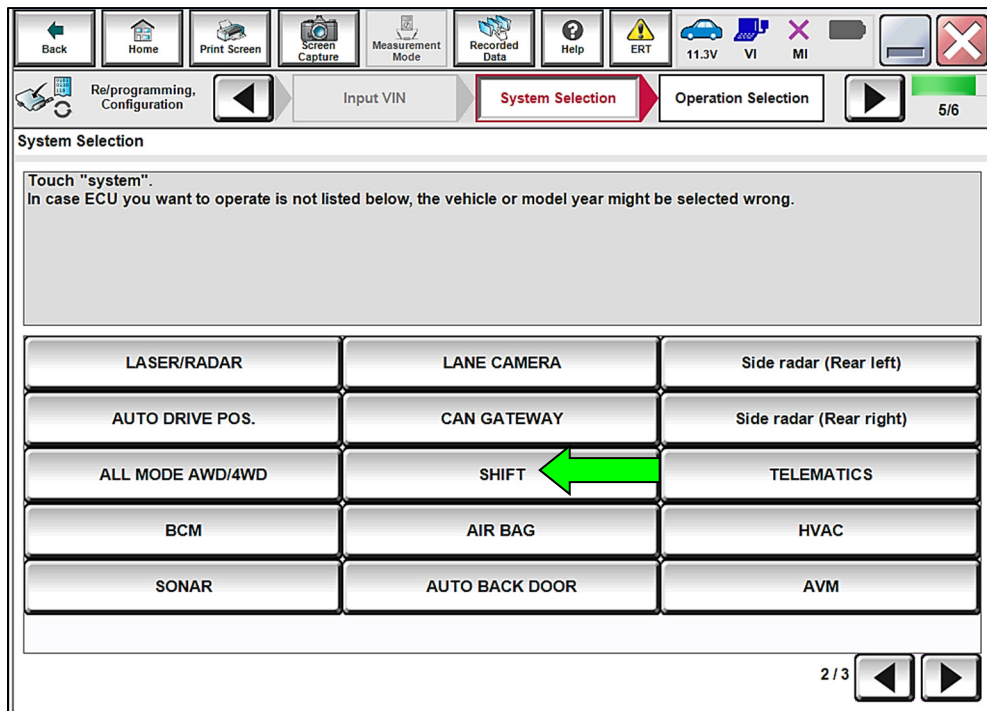 Back
Home
Print Screen
Screen
Capture
Measurement
Mode
Recorded
Data
Help
ERT
11.3V
VI
MI
Re/programming,
Configuration
Input VIN
System Selection
Operation Selection
5/6
System Selection
Touch "system".
In case ECU you want to operate is not listed below, the vehicle or model year might be selected wrong.
LASER/RADAR
LANE CAMERA
Side radar (Rear left)
AUTO DRIVE POS.
CAN GATEWAY
Side radar (Rear right)
ALL MODE AWD/4WD
SHIFT
TELEMATICS
BCM
AIR BAG
HVAC
SONAR
AUTO BACK DOOR
AVM
2 / 3